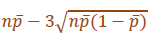 np̄ − 3√np̄(1 − p̄)